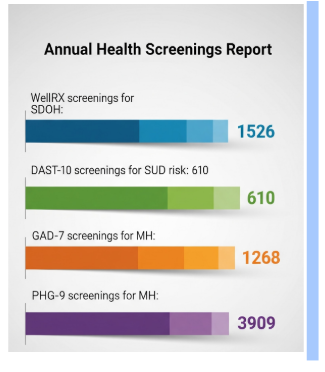 Annual Health Screenings Report
WellRX screenings for
SDOH:
1526
DAST-10 screenings for SUD risk: 610
610
GAD-7 screenings for MH:
1268
PHG-9 screenings for MH:
3909